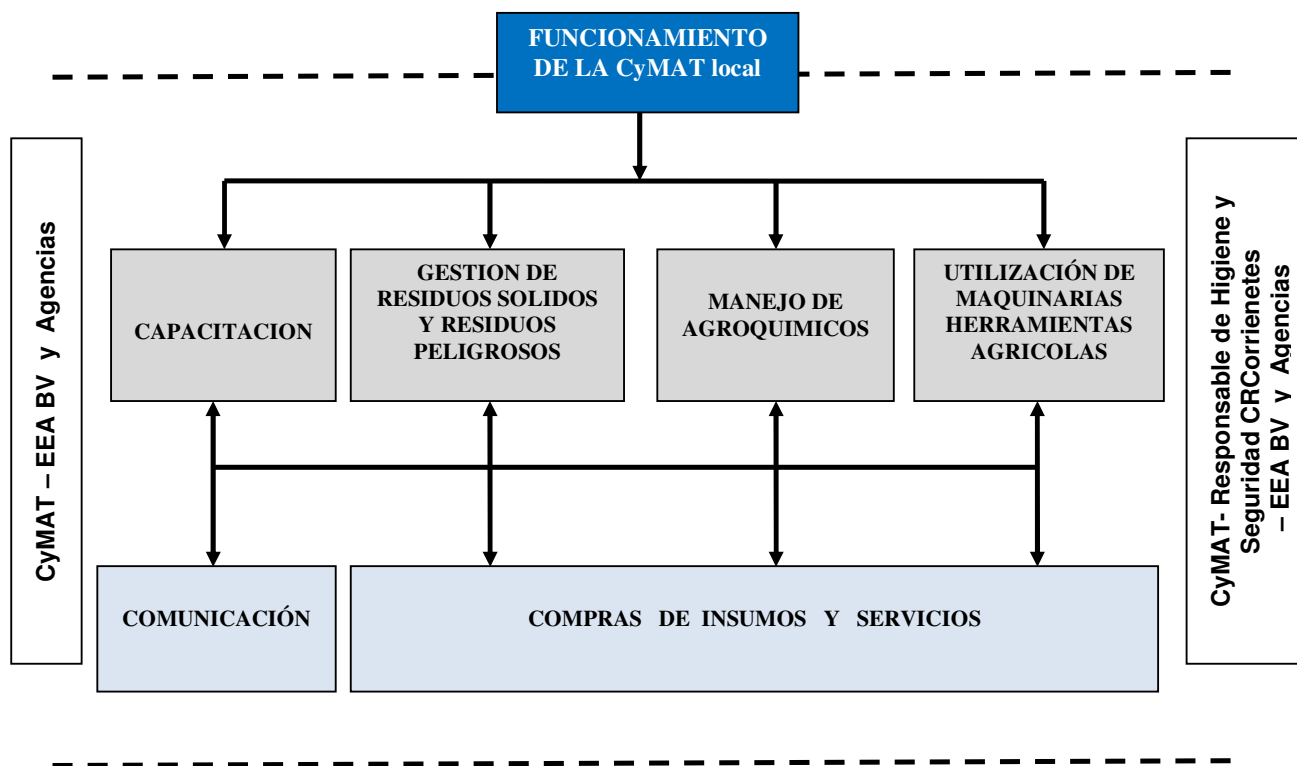 FUNCIONAMIENTO
DE LA CyMAT local
CyMAT – EEA BV y Agencias
CAPACITACION
GESTION DE
RESIDUOS SOLIDOS
Y RESIDUOS
PELIGROSOS
MANEJO DE
AGROQUIMICOS
UTILIZACIÓN DE
MAQUINARIAS
HERRAMIENTAS
AGRICOLAS
CyMAT- Responsable de Higiene y
Seguridad CRCorrienetes
– EEA BV y Agencias
COMUNICACIÓN
COMPRAS DE INSUMOS Y SERVICIOS